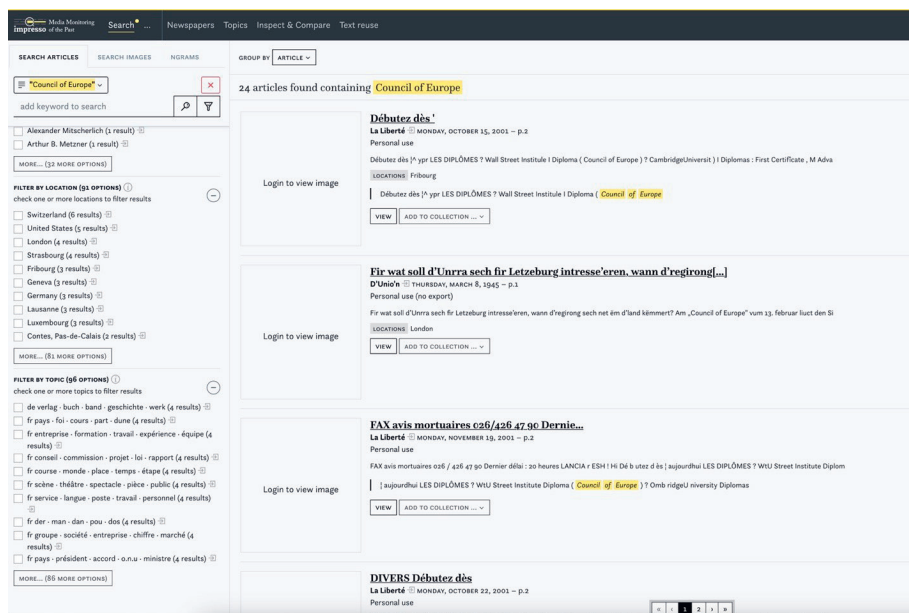 impresso Media Monitoring of the Past
Search ...
Newspapers Topics Inspect & Compare Text reuse
SEARCH ARTICLES SEARCH IMAGES NGRAMS
"Council of Europe"
add keyword to search
Alexander Mitscherlich (1 result)
Arthur B. Metzner (1 result)
MORE... (32 MORE OPTIONS)
FILTER BY LOCATION (91 OPTIONS)
check one or more locations to filter results
Switzerland (6 results)
United States (5 results)
London (4 results)
Strasbourg (4 results)
Fribourg (3 results)
Geneva (3 results)
Germany (3 results)
Lausanne (3 results)
Luxembourg (3 results)
Contes, Pas-de-Calais (2 results)
MORE... (81 MORE OPTIONS)
FILTER BY TOPIC (96 OPTIONS)
check one or more topics to filter results
de verlag · buch · band · geschichte · werk (4 results)
fr pays · foi · cours · part · dune (4 results)
fr entreprise · formation · travail · expérience · équipe (4
results)
fr conseil · commission · projet · loi · rapport (4 results)
fr course · monde · place · temps · étape (4 results)
fr scène · théâtre · spectacle · pièce · public (4 results)
fr service · langue · poste · travail · personnel (4 results)
fr der · man · dan · pou · dos (4 results)
fr groupe · société · entreprise · chiffre · marché (4
results)
fr pays · président · accord · o.n.u · ministre (4 results)
MORE... (86 MORE OPTIONS)
GROUP BY ARTICLE
24 articles found containing Council of Europe
Login to view image
Débutez dès '
La Liberté MONDAY, OCTOBER 15, 2001 – p.2
Personal use
Débutez dès ¦^ ypr LES DIPLÔMES ? Wall Street Institule I Diploma ( Council of Europe ) ? CambridgeUniversit ) I Diplomas : First Certificate , M Adva
LOCATIONS Fribourg
Débutez dès ¦^ ypr LES DIPLÔMES ? Wall Street Institule I Diploma ( Council of Europe
VIEW ADD TO COLLECTION ...
Login to view image
Fir wat soll d'Unrra sech fir Letzeburg intresse'eren, wann d'regirong[...]
D'Unio'n THURSDAY, MARCH 8, 1945 – p.1
Personal use (no export)
Fir wat soll d'Unrra sech fir Letzeburg intresse'eren, wann d'regirong sech net ëm d'land kémmert? Am „Council of Europe" vum 13. februar liuct den Si
LOCATIONS London
VIEW ADD TO COLLECTION ...
Login to view image
FAX avis mortuaires 026/426 47 90 Dernie...
La Liberté MONDAY, NOVEMBER 19, 2001 – p.2
Personal use
FAX avis mortuaires 026 / 426 47 90 Dernier délai : 20 heures LANCIA r ESH ! Hi Dé b utez d ès ¦ aujourdhui LES DIPLÔMES ? WtU Street Institute Diplom
¦ aujourdhui LES DIPLÔMES ? WtU Street Institute Diploma ( Council of Europe ) ? Omb ridgeU niversity Diplomas
VIEW ADD TO COLLECTION ...
DIVERS Débutez dès
La Liberté MONDAY, OCTOBER 22, 2001 – p.2
Personal use
« ‹ 1 2 › »